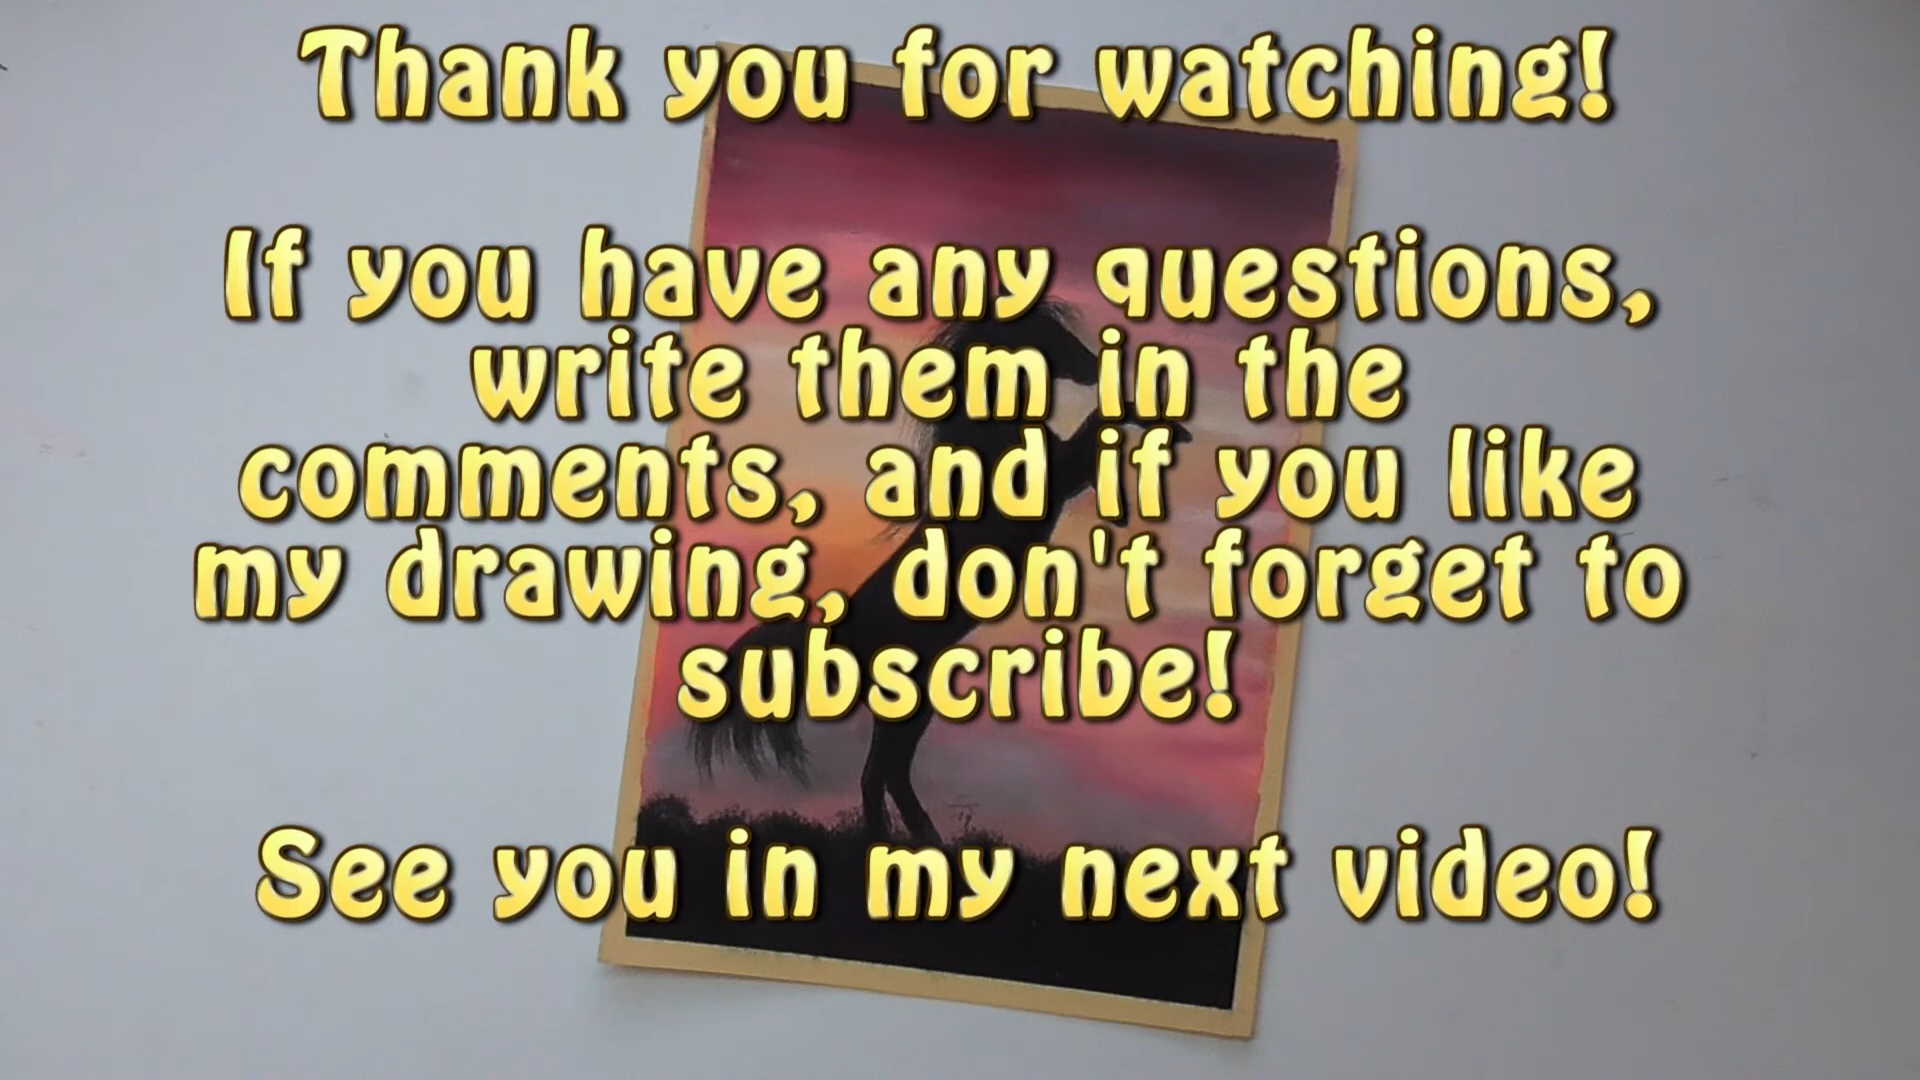 Thank you for watching!
If you have any questions,
write them in the
comments, and if you like
my drawing, don't forget to
subscribe!
See you in my next video!